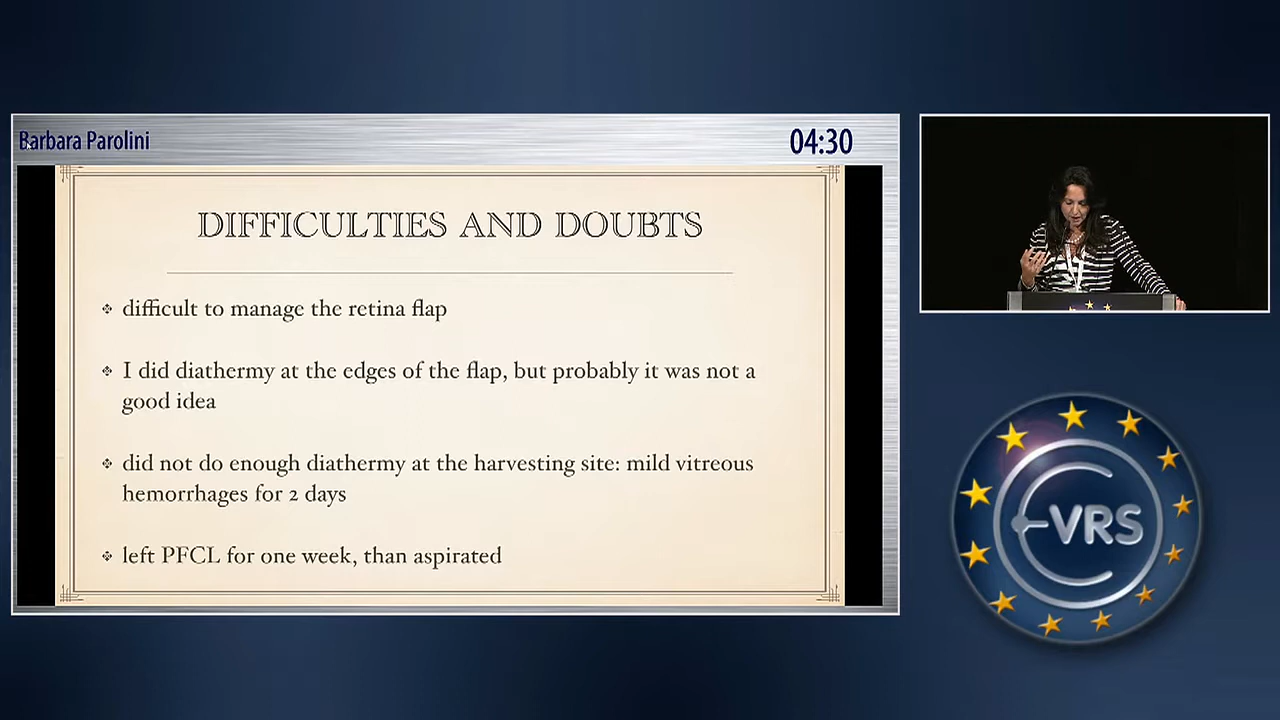 Barbara Parolini
04:30
DIFFICULTIES AND DOUBTS
difficult to manage the retina flap
I did diathermy at the edges of the flap, but probably it was not a
good idea
did not do enough diathermy at the harvesting site: mild vitreous
hemorrhages for 2 days
left PFCL for one week, than aspirated
EVRS